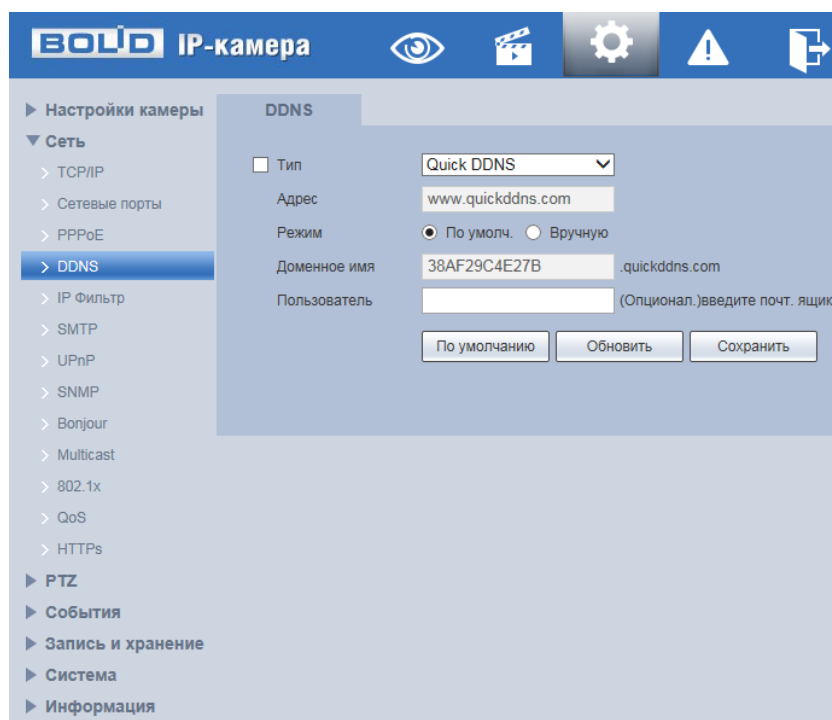 BOLID IP-камера
Настройки камеры
Сеть
TCP/IP
Сетевые порты
PPPoE
DDNS
IP Фильтр
SMTP
UPnP
SNMP
Bonjour
Multicast
802.1x
QoS
HTTPs
PTZ
События
Запись и хранение
Система
Информация
DDNS
Тип Quick DDNS
Адрес www.quickddns.com
Режим По умолч. Вручную
Доменное имя 38AF29C4E27B .quickddns.com
Пользователь (Опционал.)введите почт. ящик
По умолчанию Обновить Сохранить